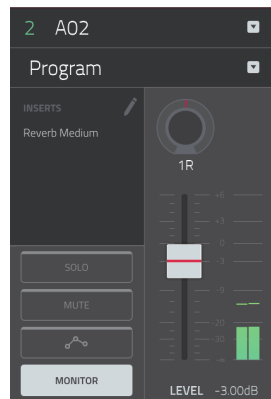 2 A02
Program
INSERTS
Reverb Medium
1R
+6
+3
0
-3
-9
-20
-30
-∞
SOLO
MUTE
MONITOR
LEVEL -3.00dB